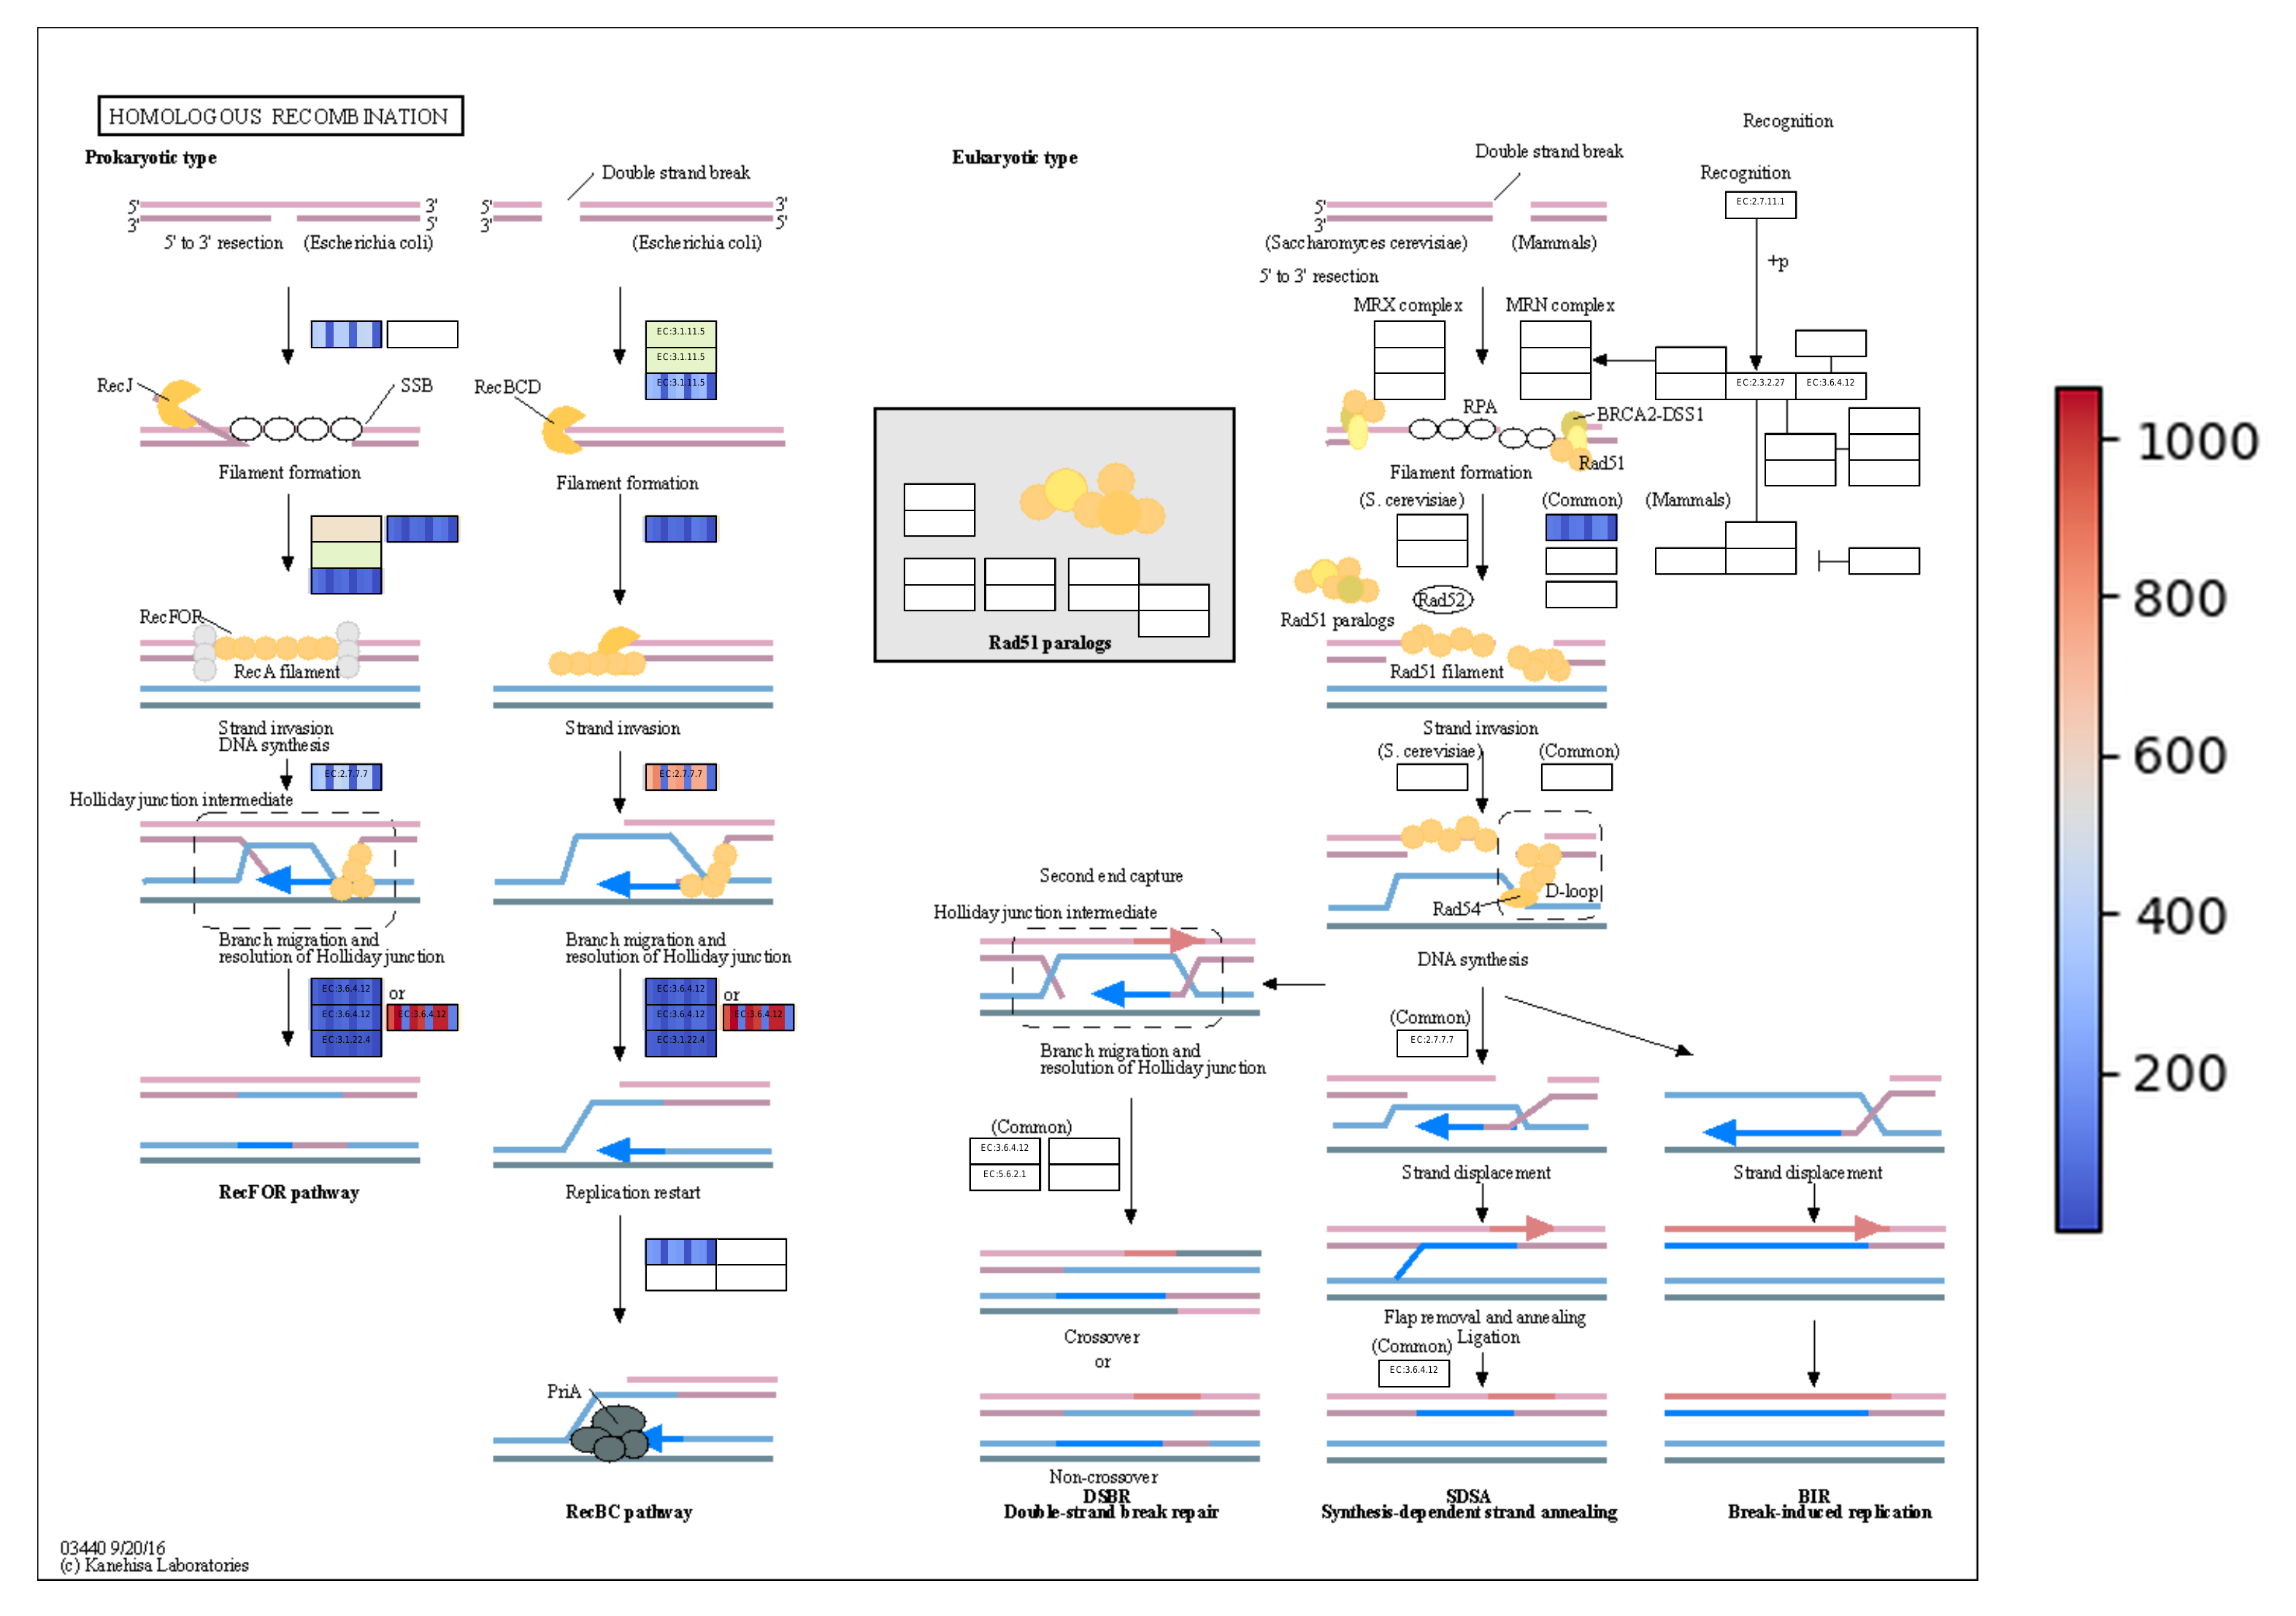 HOMOLOGOUS RECOMBINATION
Prokaryotic type
Double strand break
5'
3'
3'
5'
5'
3'
3'
5'
5' to 3' resection
(Escherichia coli)
(Escherichia coli)
EC:3.1.11.5
EC:3.1.11.5
EC:3.1.11.5
RecJ
SSB
RecBCD
Filament formation
Filament formation
RecFOR
RecA filament
Strand invasion
DNA synthesis
Strand invasion
EC:2.7.7.7
EC:2.7.7.7
Holliday junction intermediate
Branch migration and
resolution of Holliday junction
Branch migration and
resolution of Holliday junction
EC:3.6.4.12
EC:3.6.4.12
EC:3.1.22.4
or
EC:3.6.4.12
EC:3.6.4.12
EC:3.6.4.12
EC:3.1.22.4
or
EC:3.6.4.12
RecFOR pathway
Replication restart
PriA
RecBC pathway
Eukaryotic type
Double strand break
Recognition
Recognition
EC:2.7.11.1
+p
5'
3'
(Saccharomyces cerevisiae)
(Mammals)
5' to 3' resection
MRX complex
MRN complex
EC:2.3.2.27
EC:3.6.4.12
RPA
BRCA2-DSS1
Rad51
Filament formation
(S. cerevisiae)
(Common)
(Mammals)
Rad52
Rad51 paralogs
Rad51 paralogs
Rad51 filament
Strand invasion
(S. cerevisiae)
(Common)
D-loop
Rad54
Second end capture
Holliday junction intermediate
DNA synthesis
(Common)
EC:2.7.7.7
Branch migration and
resolution of Holliday junction
(Common)
EC:3.6.4.12
EC:5.6.2.1
Strand displacement
Strand displacement
Crossover
or
Flap removal and annealing
Ligation
(Common)
EC:3.6.4.12
Non-crossover
DSBR
Double-strand break repair
SDSA
Synthesis-dependent strand annealing
BIR
Break-induced replication
03440 9/20/16
(c) Kanehisa Laboratories
1000
800
600
400
200